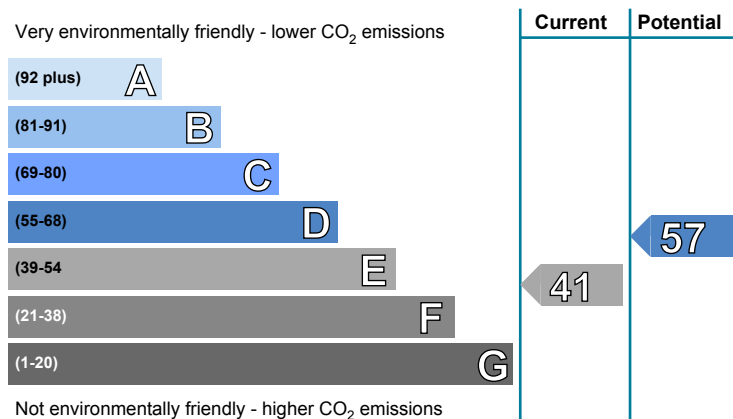 Very environmentally friendly - lower CO₂ emissions
Current
Potential
(92 plus) A
(81-91) B
(69-80) C
(55-68) D
57
(39-54 E
41
(21-38) F
(1-20) G
Not environmentally friendly - higher CO₂ emissions